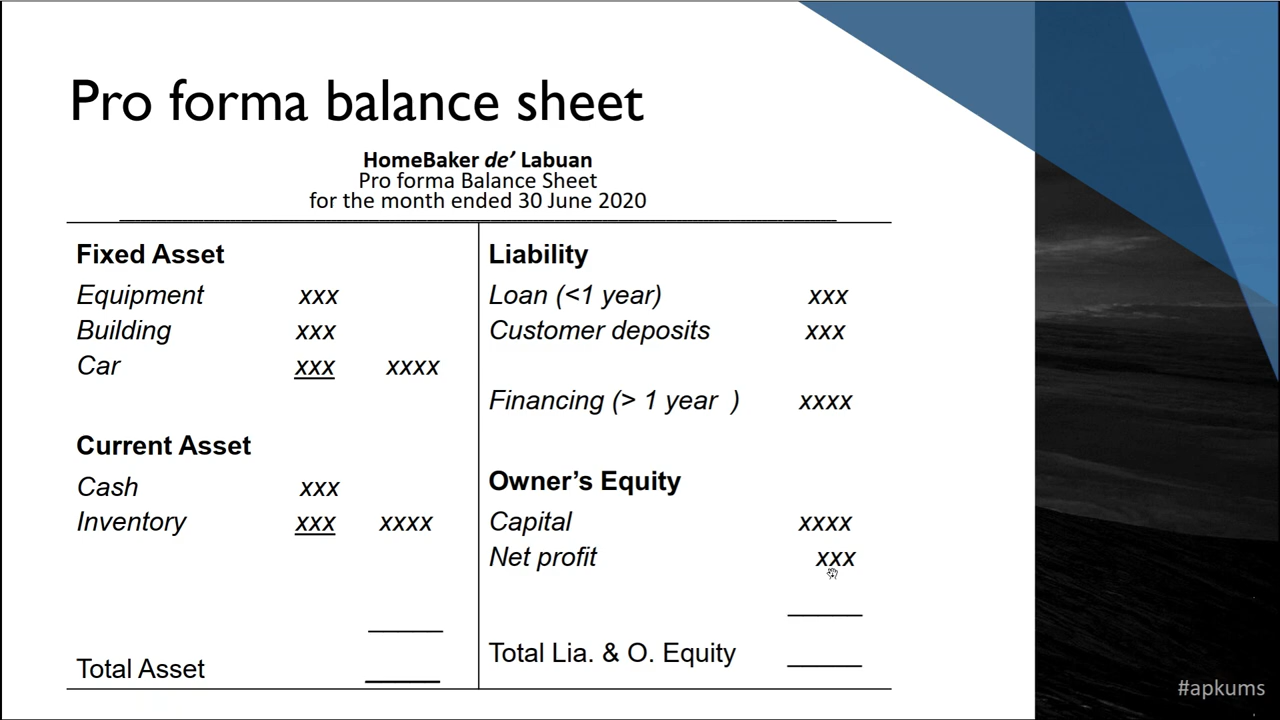 Pro forma balance sheet
HomeBaker de’ Labuan
Pro forma Balance Sheet
for the month ended 30 June 2020
Fixed Asset
Equipment xxx
Building xxx
Car xxx xxxx
Current Asset
Cash xxx
Inventory xxx xxxx
Total Asset
Liability
Loan (<1 year) xxx
Customer deposits xxx
Financing (> 1 year )  xxxx
Owner’s Equity
Capital xxxx
Net profit xxx
Total Lia. & O. Equity
#apkums